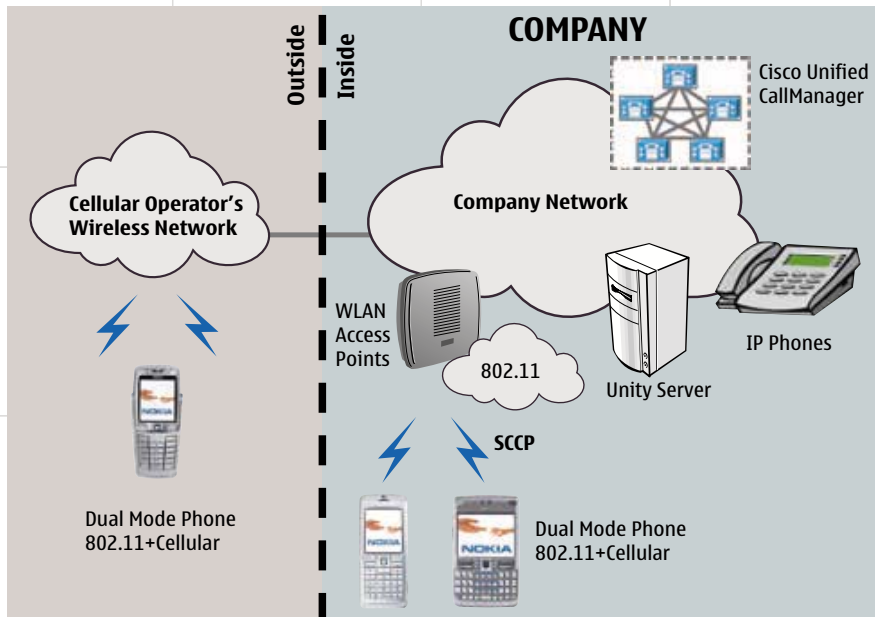 COMPANY
Outside
Inside
Cisco Unified
CallManager
Cellular Operator's
Wireless Network
Company Network
WLAN
Access
Points
802.11
Unity Server
IP Phones
SCCP
NOKIA
Dual Mode Phone
802.11+Cellular
NOKIA
NOKIA
Dual Mode Phone
802.11+Cellular